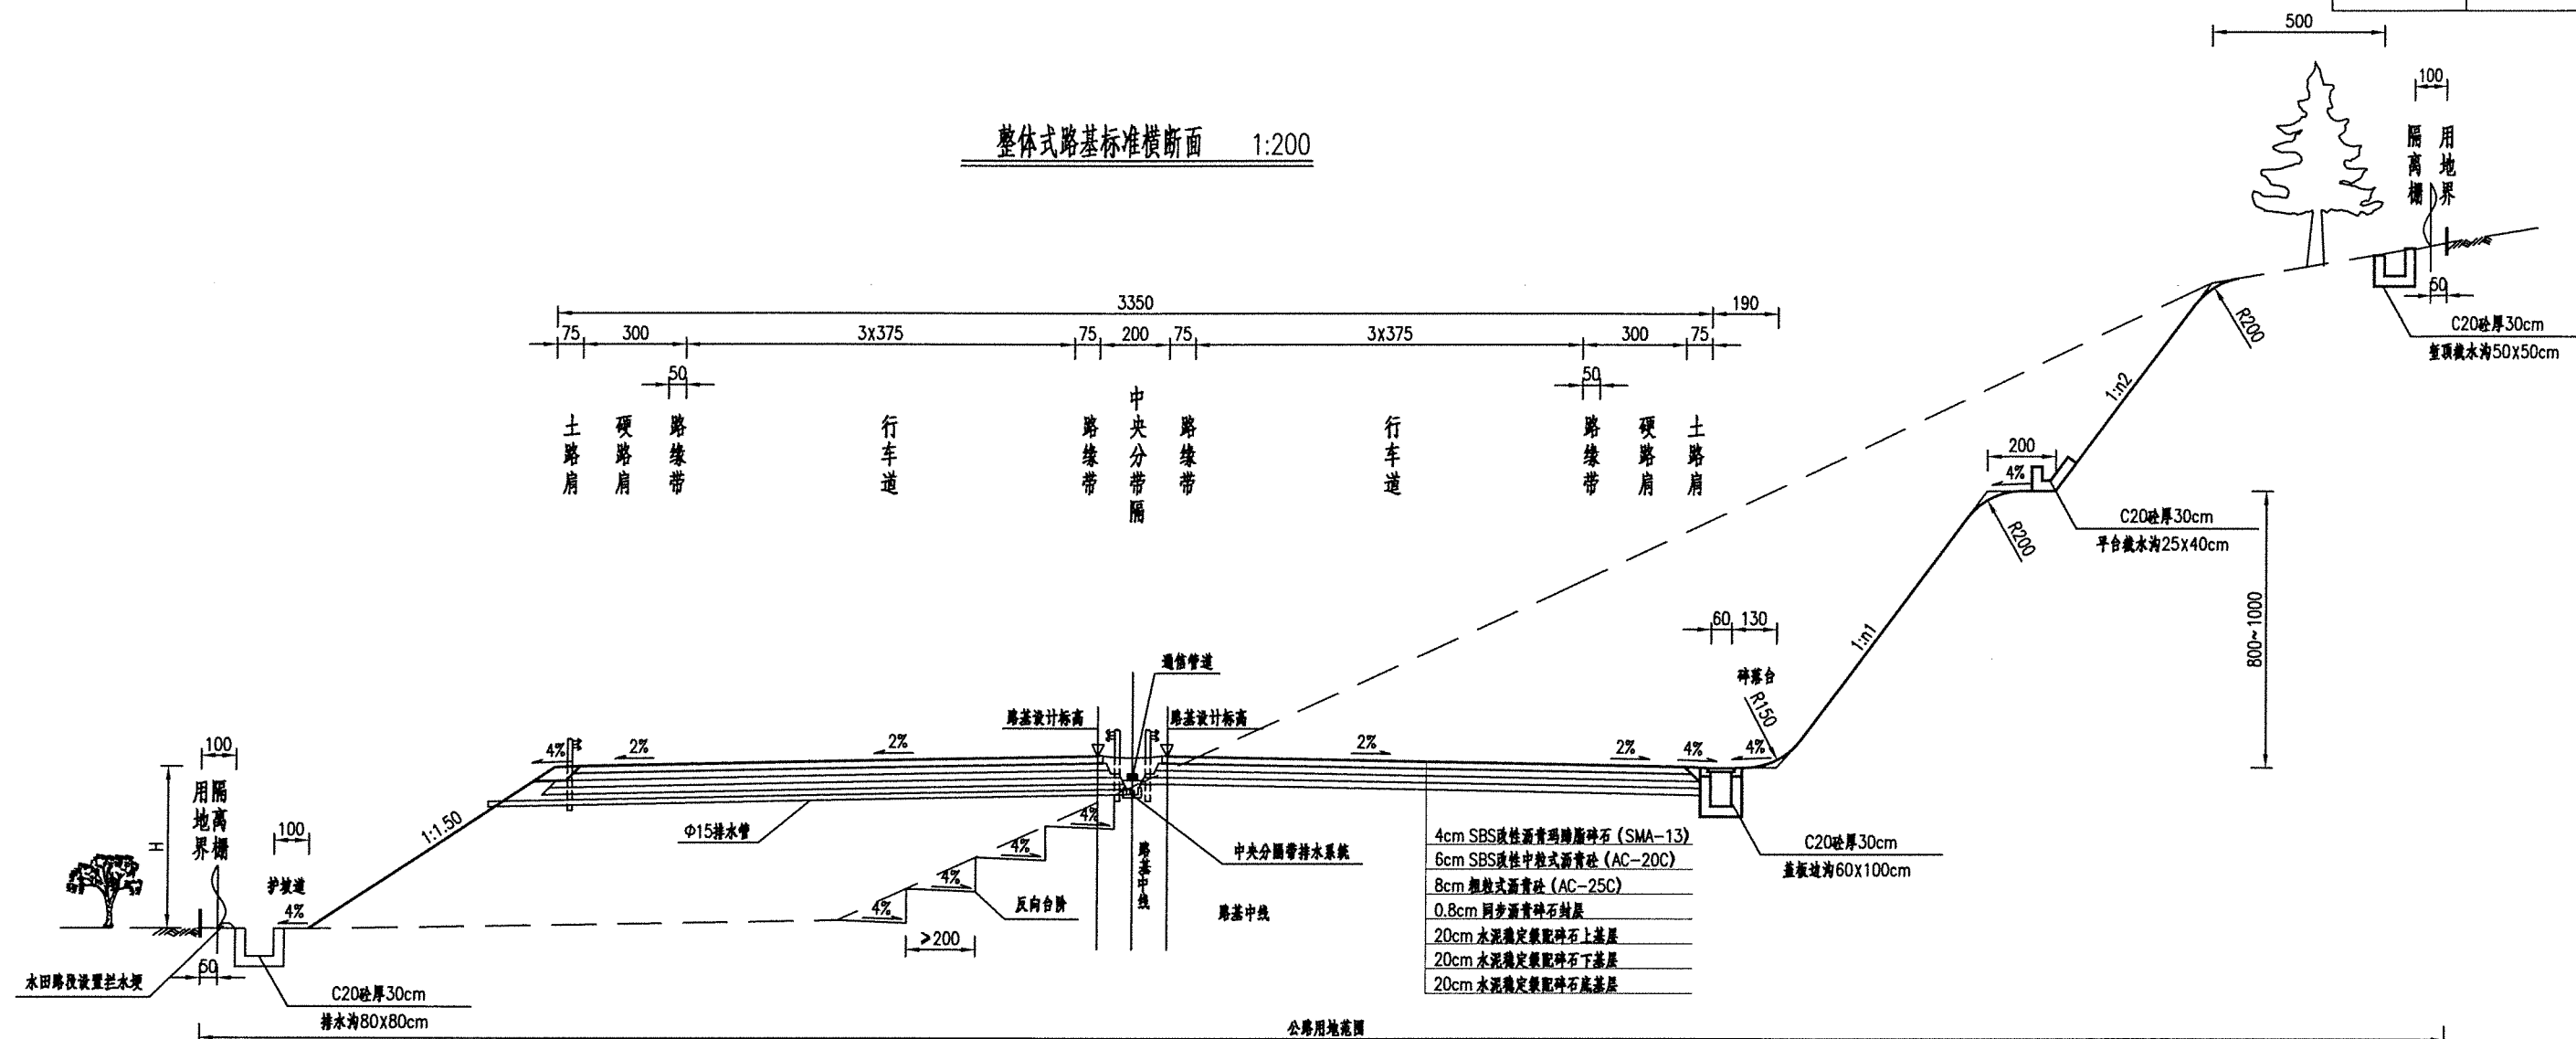 500
100
隔离栅
用地界
整体式路基标准横断面 1:200
50
R200
C20砼厚30cm
堑顶截水沟50X50cm
3350
190
75
300
3x375
75
200
75
3x375
300
75
50
50
土路肩
硬路肩
路缘带
行车道
路缘带
中央分带隔
路缘带
行车道
路缘带
硬路肩
土路肩
1:n2
200
4%
R200
C20砼厚30cm
平台截水沟25X40cm
800~1000
1:n1
60
130
碎落台
R150
通信管道
路基设计标高
路基设计标高
100
4%
2%
2%
2%
2%
4%
4%
H
用地界
隔离栅
100
护坡道
4%
1:1.50
Φ15排水管
4%
4%
4%
4%
反向台阶
>200
路基中线
中央分隔带排水系统
路基中线
4cm SBS改性沥青玛蹄脂碎石(SMA-13)
6cm SBS改性中粒式沥青砼(AC-20C)
8cm 粗粒式沥青砼(AC-25C)
0.8cm 同步沥青碎石封层
20cm 水泥稳定级配碎石上基层
20cm 水泥稳定级配碎石下基层
20cm 水泥稳定级配碎石底基层
C20砼厚30cm
盖板边沟60X100cm
水田路段设置拦水埂
50
C20砼厚30cm
排水沟80X80cm
公路用地范围